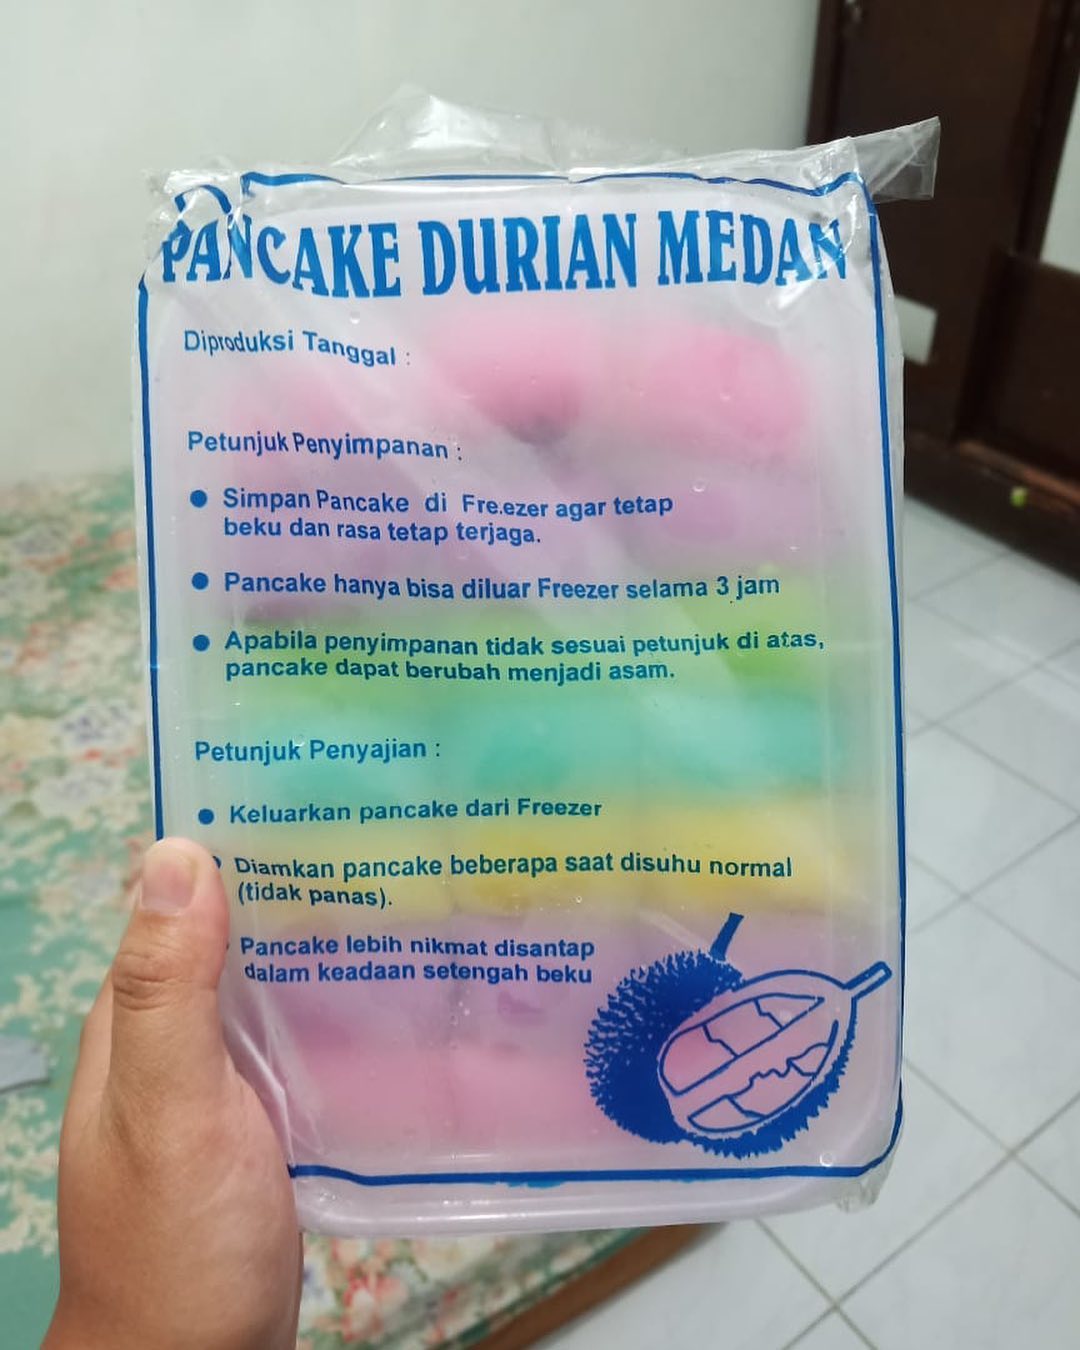 PANCAKE DURIAN MEDAN
Diproduksi Tanggal :
Petunjuk Penyimpanan :
● Simpan Pancake di Fre.ezer agar tetap
beku dan rasa tetap terjaga.
● Pancake hanya bisa diluar Freezer selama 3 jam
● Apabila penyimpanan tidak sesuai petunjuk di atas,
pancake dapat berubah menjadi asam.
Petunjuk Penyajian :
● Keluarkan pancake dari Freezer
● Diamkan pancake beberapa saat disuhu normal
(tidak panas).
● Pancake lebih nikmat disantap
dalam keadaan setengah beku